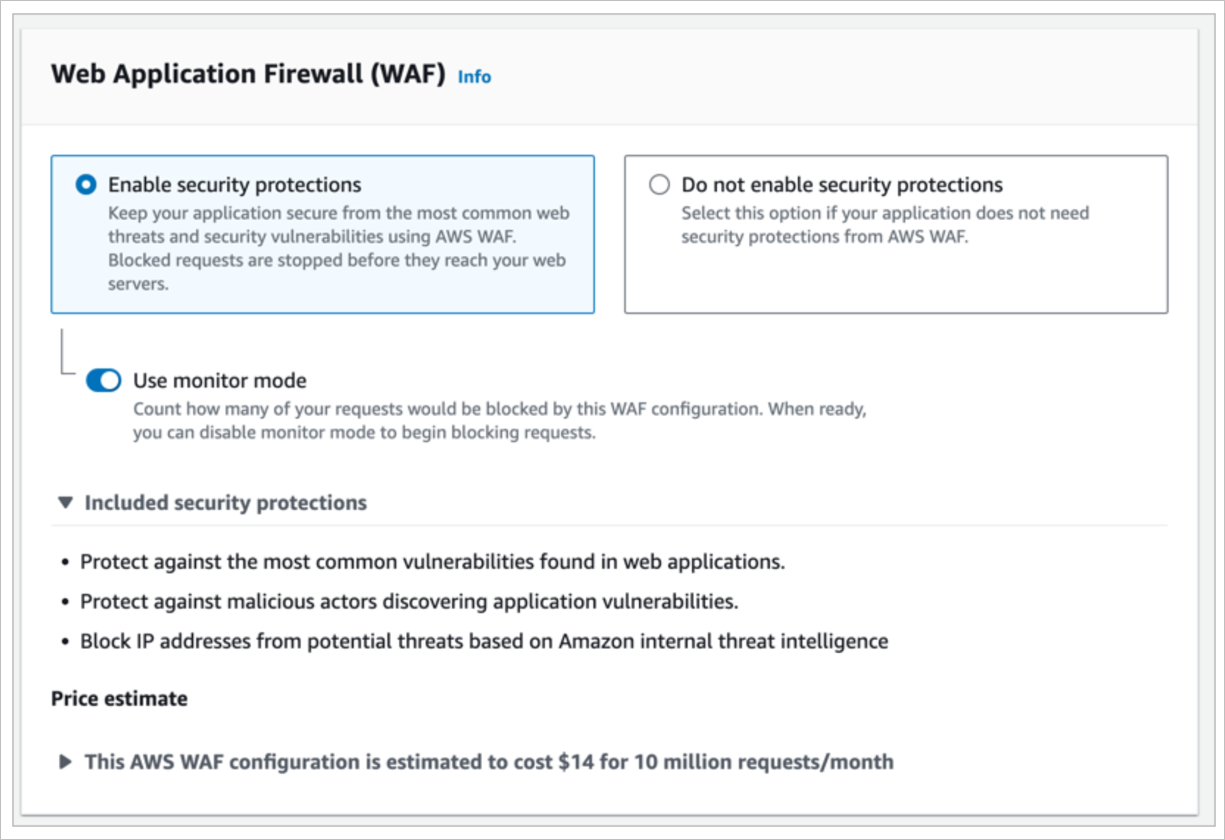 Web Application Firewall (WAF) Info
Enable security protections
Keep your application secure from the most common web
threats and security vulnerabilities using AWS WAF.
Blocked requests are stopped before they reach your web
servers.
Do not enable security protections
Select this option if your application does not need
security protections from AWS WAF.
Use monitor mode
Count how many of your requests would be blocked by this WAF configuration. When ready,
you can disable monitor mode to begin blocking requests.
Included security protections
• Protect against the most common vulnerabilities found in web applications.
• Protect against malicious actors discovering application vulnerabilities.
• Block IP addresses from potential threats based on Amazon internal threat intelligence
Price estimate
This AWS WAF configuration is estimated to cost $14 for 10 million requests/month